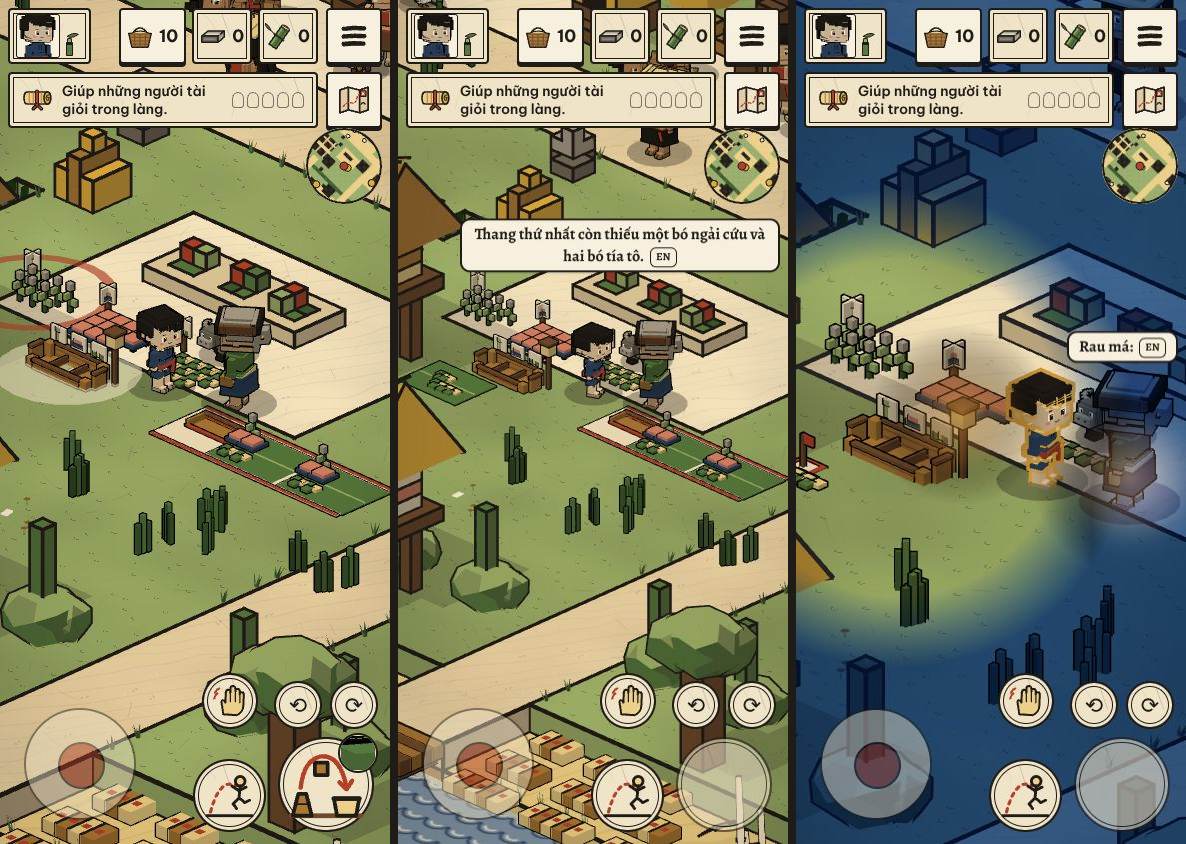 10
0
0
Giúp những người tài
giỏi trong làng.
10
0
0
Giúp những người tài
giỏi trong làng.
Thang thứ nhất còn thiếu một bó ngải cứu và
hai bó tía tô. EN
10
0
0
Giúp những người tài
giỏi trong làng.
Rau má: EN